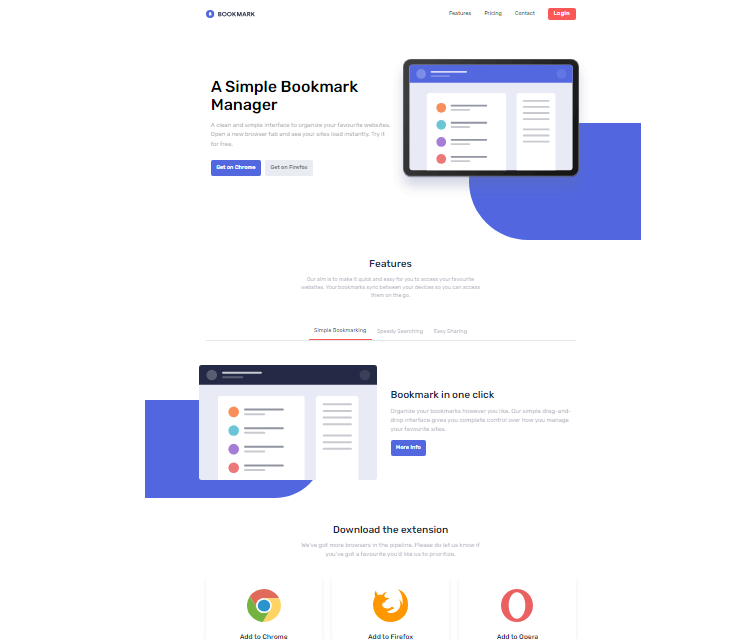 BOOKMARK
Features Pricing Contact Login
A Simple Bookmark
Manager
A clean and simple interface to organize your favourite websites.
Open a new browser tab and see your sites load instantly. Try it
for free.
Get on Chrome Get on Firefox
Features
Our aim is to make it quick and easy for you to access your favourite
websites. Your bookmarks sync between your devices so you can access
them on the go.
Simple Bookmarking Speedy Searching Easy Sharing
Bookmark in one click
Organize your bookmarks however you like. Our simple drag-and-
drop interface gives you complete control over how you manage
your favourite sites.
More Info
Download the extension
We've got more browsers in the pipeline. Please do let us know if
you've got a favourite you'd like us to prioritize.
Add to Chrome Add to Firefox Add to Opera